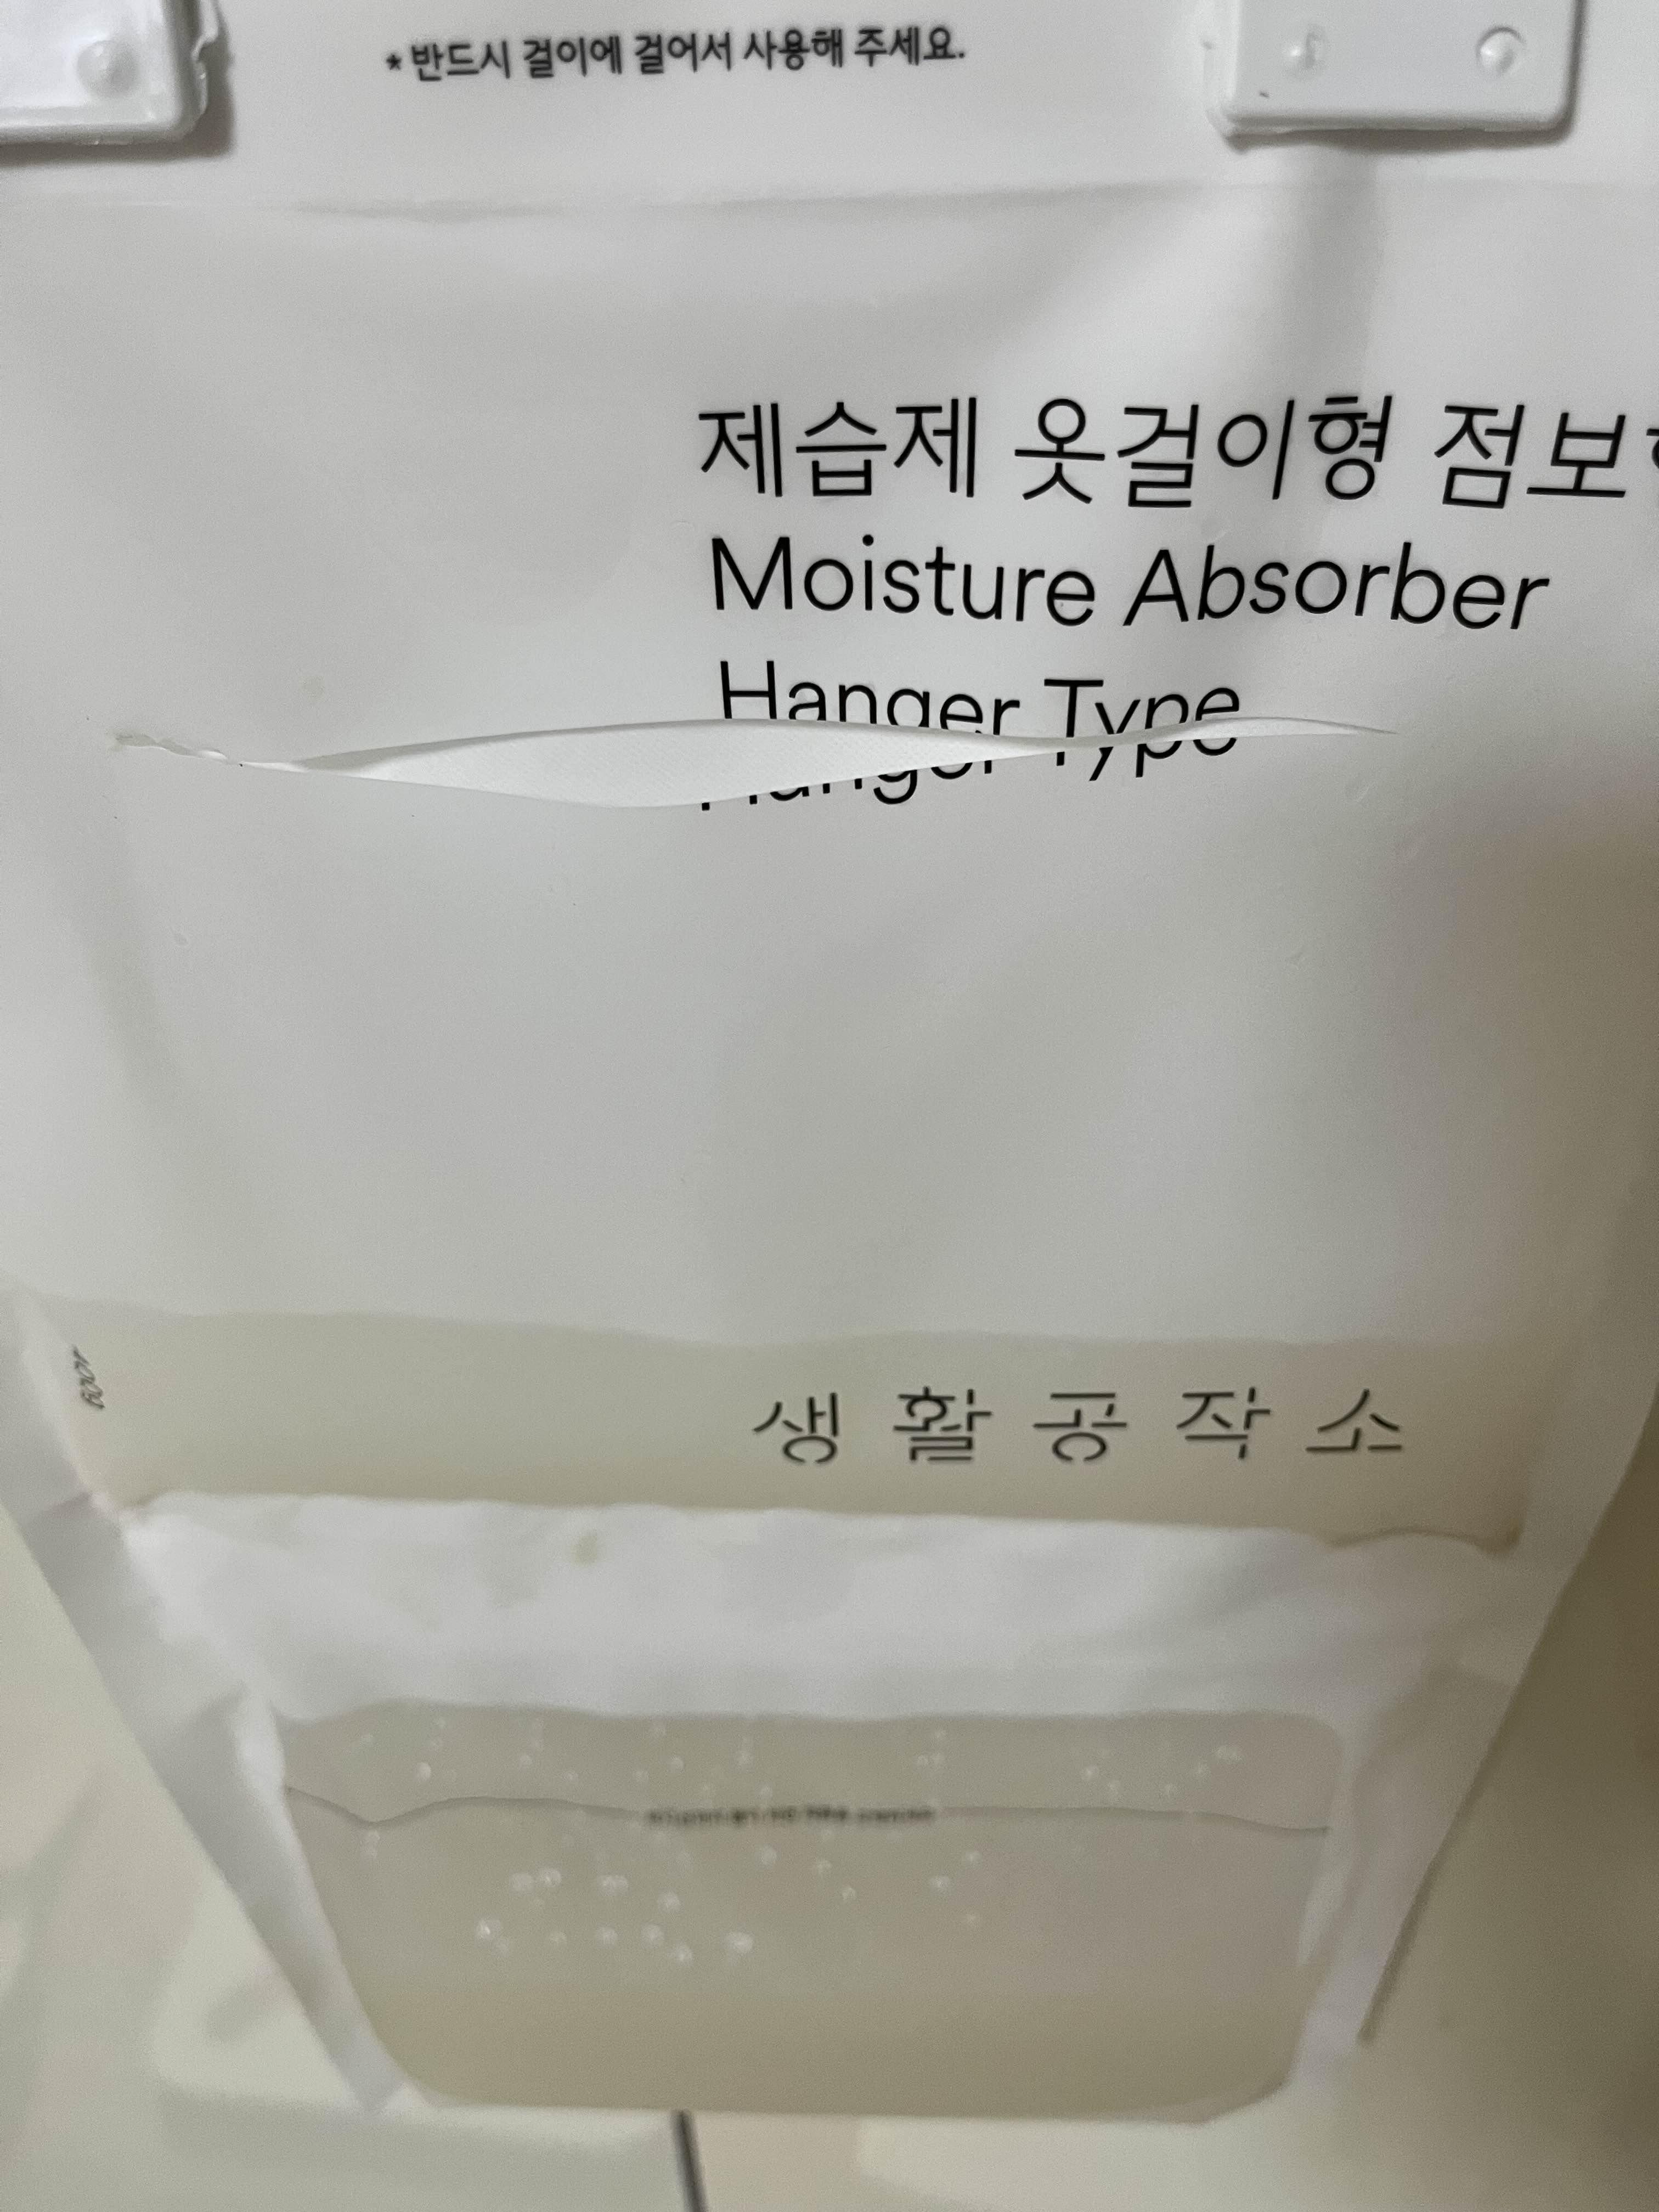 * 반드시 걸이에 걸어서 사용해 주세요.
제습제 옷걸이형 점보
Moisture Absorber
Hanger Type
생활공작소